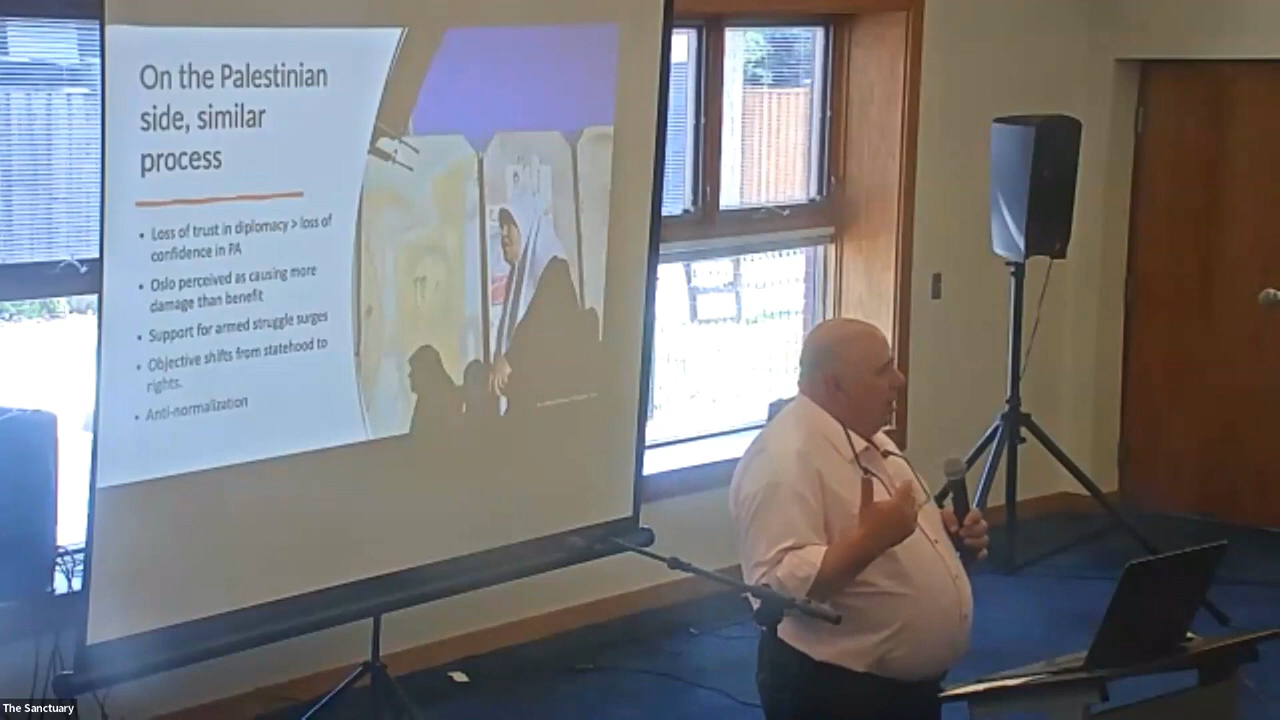 On the Palestinian
side, similar
process
• Loss of trust in diplomacy > loss of
confidence in PA
• Oslo perceived as causing more
damage than benefit
• Support for armed struggle surges
• Objective shifts from statehood to
rights.
• Anti-normalization
The Sanctuary